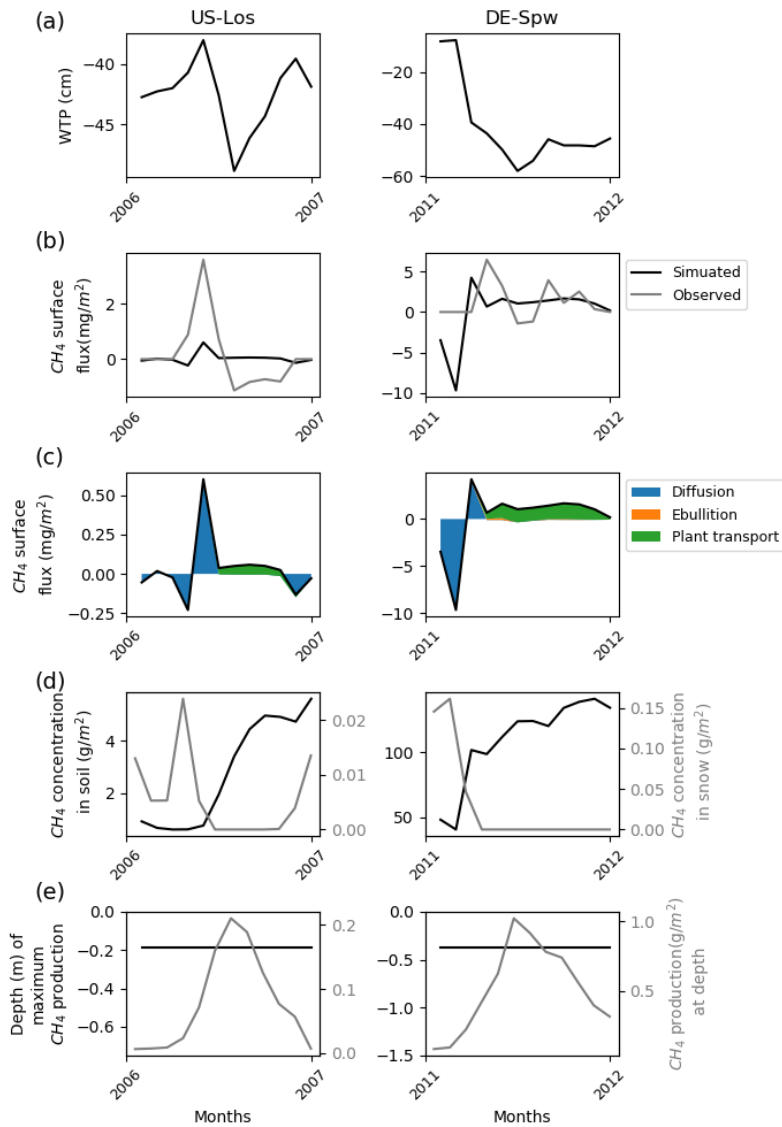 (a)
US-Los
DE-Spw
WTP (cm)
−40
−45
2006
2007
−20
−40
−60
2011
2012
(b)
CH4 surface
flux(mg/m²)
2
0
2006
2007
5
0
−5
−10
2011
2012
Simuated
Observed
(c)
CH4 surface
flux (mg/m²)
0.50
0.25
0.00
−0.25
2006
2007
0
−5
−10
2011
2012
Diffusion
Ebullition
Plant transport
(d)
CH4 concentration
in soil (g/m²)
4
2
0.02
0.01
0.00
2006
2007
100
50
0.15
0.10
0.05
0.00
CH4 concentration
in snow (g/m²)
2011
2012
(e)
Depth (m) of
maximum
CH4 production
0.0
−0.2
−0.4
−0.6
0.2
0.1
0.0
2006
2007
Months
0.0
−0.5
−1.0
−1.5
1.0
0.5
CH4 production(g/m²)
at depth
2011
2012
Months